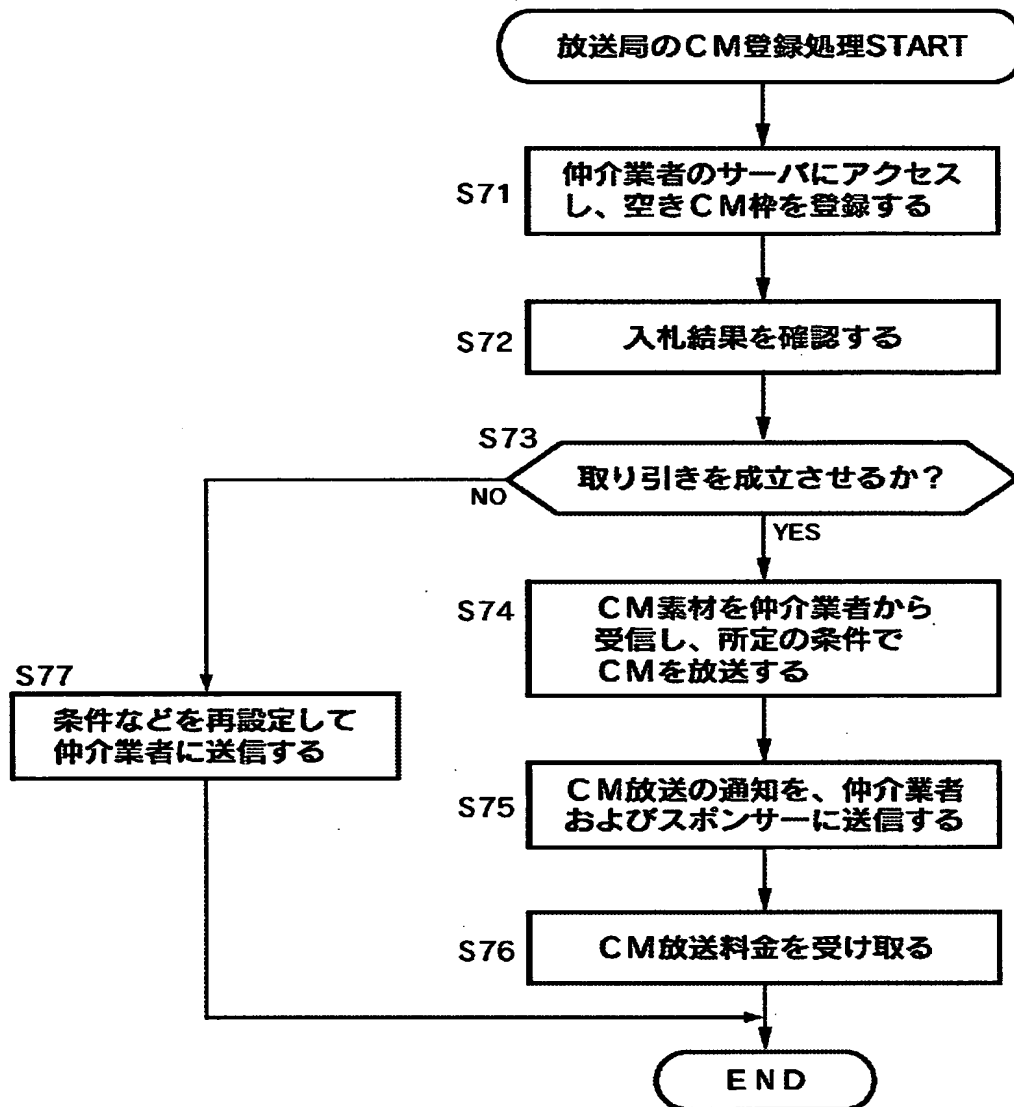 放送局のCM登録処理START
S71
仲介業者のサーバにアクセス
し、空きCM枠を登録する
S72
入札結果を確認する
S73
取り引きを成立させるか?
NO
YES
S74
CM素材を仲介業者から
受信し、所定の条件で
CMを放送する
S77
条件などを再設定して
仲介業者に送信する
S75
CM放送の通知を、仲介業者
およびスポンサーに送信する
S76
CM放送料金を受け取る
END